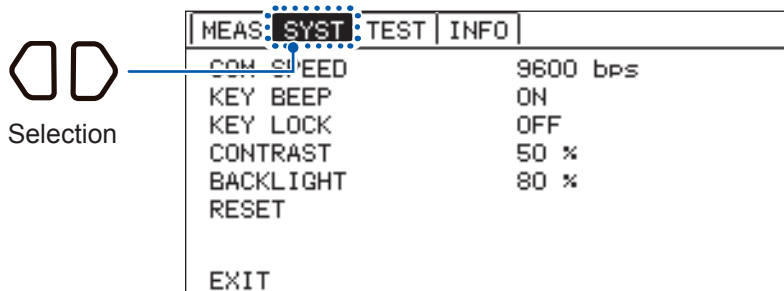 MEAS SYST TEST INFO
COM SPEED 9600 bps
KEY BEEP ON
Selection
KEY LOCK OFF
CONTRAST 50 %
BACKLIGHT 80 %
RESET
EXIT